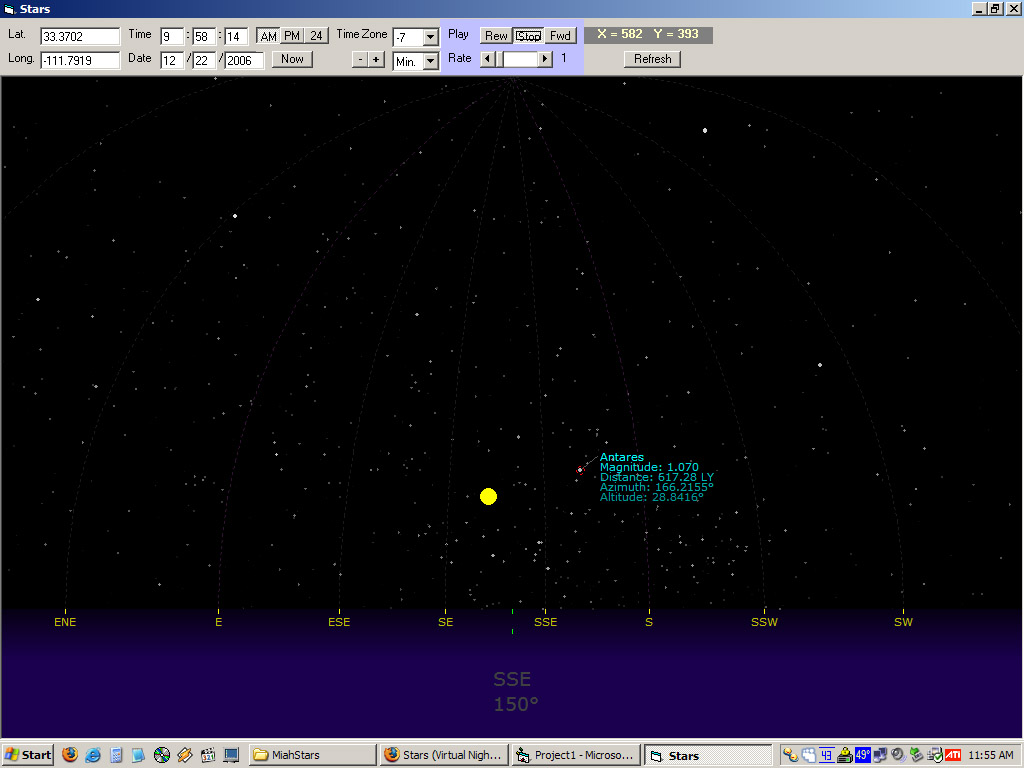 Stars
Lat. 33.3702 Time 9 : 58 : 14 AM PM 24 Time Zone -7 Play Rew Stop Fwd X = 582 Y = 393
Long. -111.7919 Date 12 / 22 / 2006 Now - + Min. Rate 1 Refresh
Antares
Magnitude: 1.070
Distance: 617.28 LY
Azimuth: 166.2155°
Altitude: 28.8416°
ENE E ESE SE SSE S SSW SW
SSE
150°
Start MiahStars Stars (Virtual Nigh... Project1 - Microso... Stars 43 49° ATI 11:55 AM